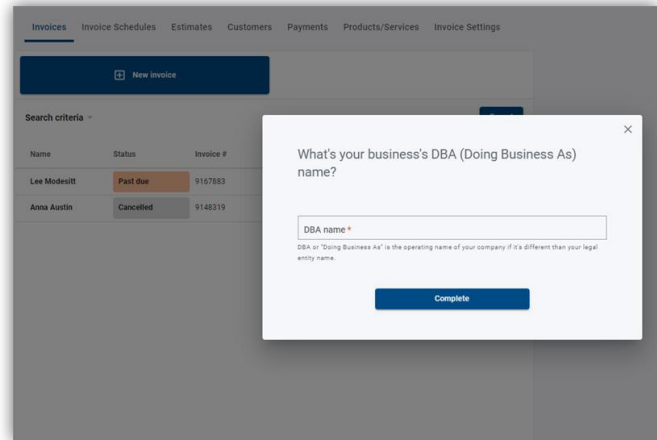 Invoices Invoice Schedules Estimates Customers Payments Products/Services Invoice Settings
New invoice
Search criteria
Name Status Invoice #
Lee Modesitt Past due 9167883
Anna Austin Cancelled 9148319
What's your business's DBA (Doing Business As)
name?
DBA name *
DBA or "Doing Business As" is the operating name of your company if it's different than your legal
entity name.
Complete